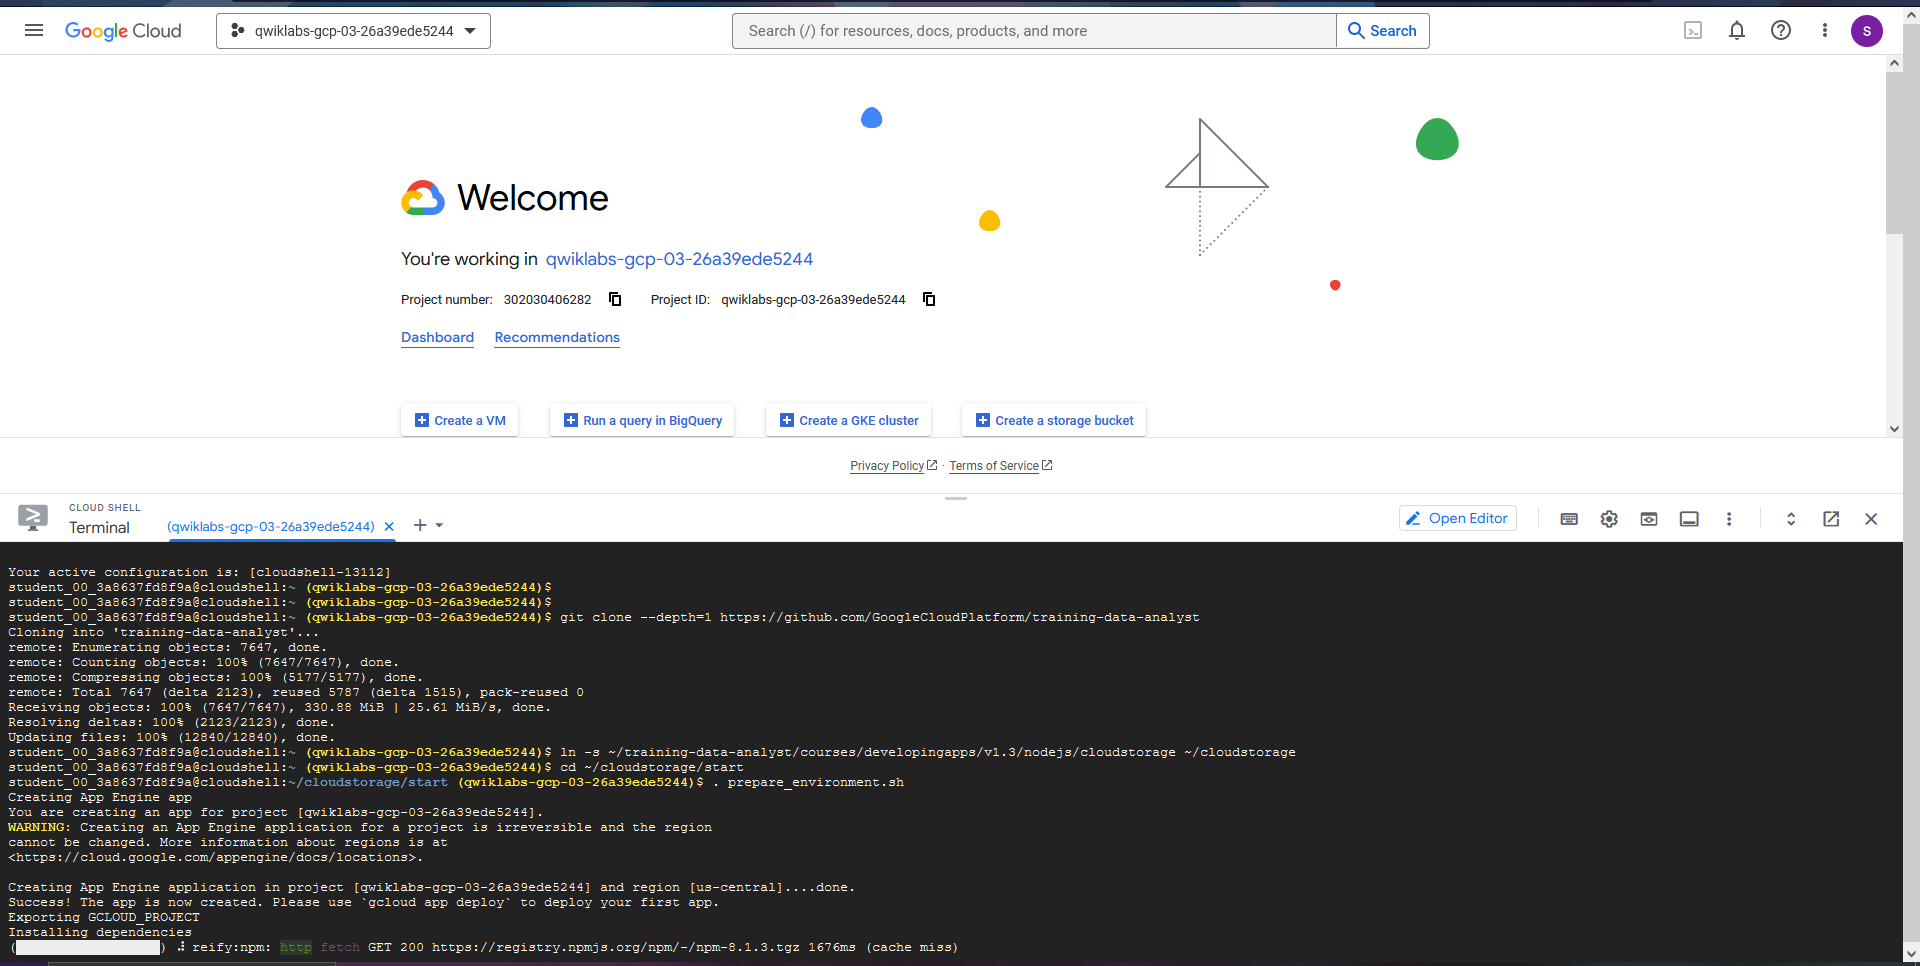 Google Cloud
qwiklabs-gcp-03-26a39ede5244
Search (/) for resources, docs, products, and more
Search
S
Welcome
You're working in qwiklabs-gcp-03-26a39ede5244
Project number: 302030406282 Project ID: qwiklabs-gcp-03-26a39ede5244
Dashboard Recommendations
Create a VM Run a query in BigQuery Create a GKE cluster Create a storage bucket
Privacy Policy · Terms of Service
CLOUD SHELL
Terminal (qwiklabs-gcp-03-26a39ede5244)
Open Editor
Your active configuration is: [cloudshell-13112]
student_00_3a8637fd8f9a@cloudshell:~ (qwiklabs-gcp-03-26a39ede5244)$
student_00_3a8637fd8f9a@cloudshell:~ (qwiklabs-gcp-03-26a39ede5244)$
student_00_3a8637fd8f9a@cloudshell:~ (qwiklabs-gcp-03-26a39ede5244)$ git clone --depth=1 https://github.com/GoogleCloudPlatform/training-data-analyst
Cloning into 'training-data-analyst'...
remote: Enumerating objects: 7647, done.
remote: Counting objects: 100% (7647/7647), done.
remote: Compressing objects: 100% (5177/5177), done.
remote: Total 7647 (delta 2123), reused 5787 (delta 1515), pack-reused 0
Receiving objects: 100% (7647/7647), 330.88 MiB | 25.61 MiB/s, done.
Resolving deltas: 100% (2123/2123), done.
Updating files: 100% (12840/12840), done.
student_00_3a8637fd8f9a@cloudshell:~ (qwiklabs-gcp-03-26a39ede5244)$ ln -s ~/training-data-analyst/courses/developingapps/v1.3/nodejs/cloudstorage ~/cloudstorage
student_00_3a8637fd8f9a@cloudshell:~ (qwiklabs-gcp-03-26a39ede5244)$ cd ~/cloudstorage/start
student_00_3a8637fd8f9a@cloudshell:~/cloudstorage/start (qwiklabs-gcp-03-26a39ede5244)$ . prepare_environment.sh
Creating App Engine app
You are creating an app for project [qwiklabs-gcp-03-26a39ede5244].
WARNING: Creating an App Engine application for a project is irreversible and the region
cannot be changed. More information about regions is at
<https://cloud.google.com/appengine/docs/locations>.
Creating App Engine application in project [qwiklabs-gcp-03-26a39ede5244] and region [us-central]....done.
Success! The app is now created. Please use `gcloud app deploy` to deploy your first app.
Exporting GCLOUD_PROJECT
Installing dependencies
( ) ⠼ reify:npm: http fetch GET 200 https://registry.npmjs.org/npm/-/npm-8.1.3.tgz 1676ms (cache miss)